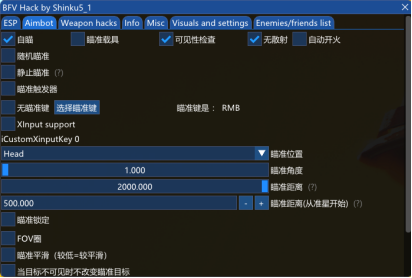 BFV Hack by Shinku5_1
ESP Aimbot Weapon hacks Info Misc Visuals and settings Enemies/friends list
自瞄 瞄准载具 可见性检查 无散射 自动开火
随机瞄准
静止瞄准 (?)
瞄准触发器
无瞄准键 选择瞄准键 瞄准键是： RMB
XInput support
iCustomXinputKey 0
Head 瞄准位置
1.000 瞄准角度
2000.000 瞄准距离 (?)
500.000 - + 瞄准距离(从准星开始) (?)
瞄准锁定
FOV圈
瞄准平滑（较低=较平滑）
当目标不可见时不改变瞄准目标